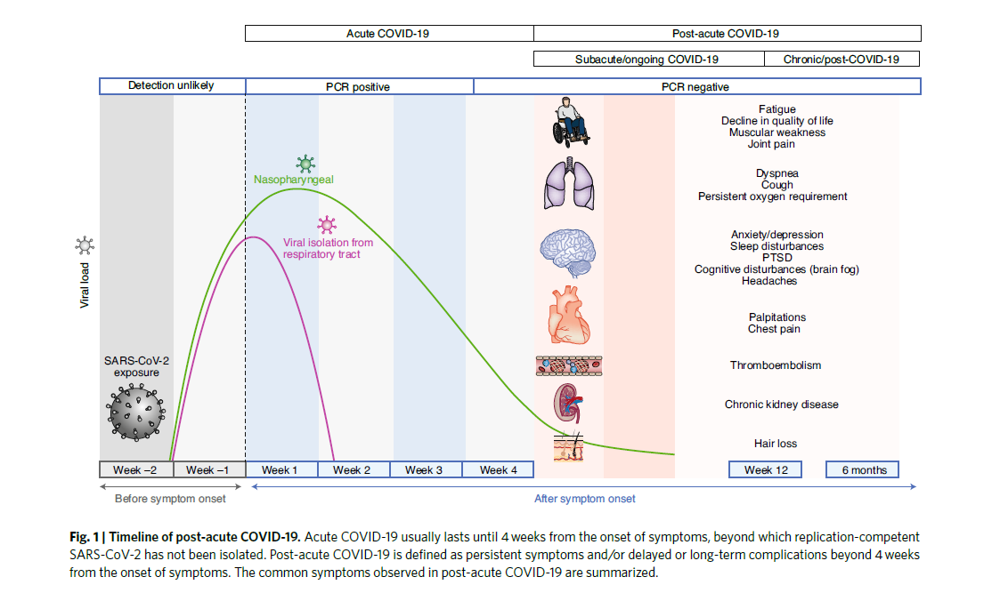 Acute COVID-19
Post-acute COVID-19
Subacute/ongoing COVID-19
Chronic/post-COVID-19
Detection unlikely
PCR positive
PCR negative
Fatigue
Decline in quality of life
Muscular weakness
Joint pain
Nasopharyngeal
Dyspnea
Cough
Persistent oxygen requirement
Viral isolation from
respiratory tract
Anxiety/depression
Sleep disturbances
PTSD
Cognitive disturbances (brain fog)
Headaches
Viral load
Palpitations
Chest pain
SARS-CoV-2
exposure
Thromboembolism
Chronic kidney disease
Hair loss
Week –2
Week –1
Week 1
Week 2
Week 3
Week 4
Week 12
6 months
Before symptom onset
After symptom onset
Fig. 1 | Timeline of post-acute COVID-19. Acute COVID-19 usually lasts until 4 weeks from the onset of symptoms, beyond which replication-competent
SARS-CoV-2 has not been isolated. Post-acute COVID-19 is defined as persistent symptoms and/or delayed or long-term complications beyond 4 weeks
from the onset of symptoms. The common symptoms observed in post-acute COVID-19 are summarized.